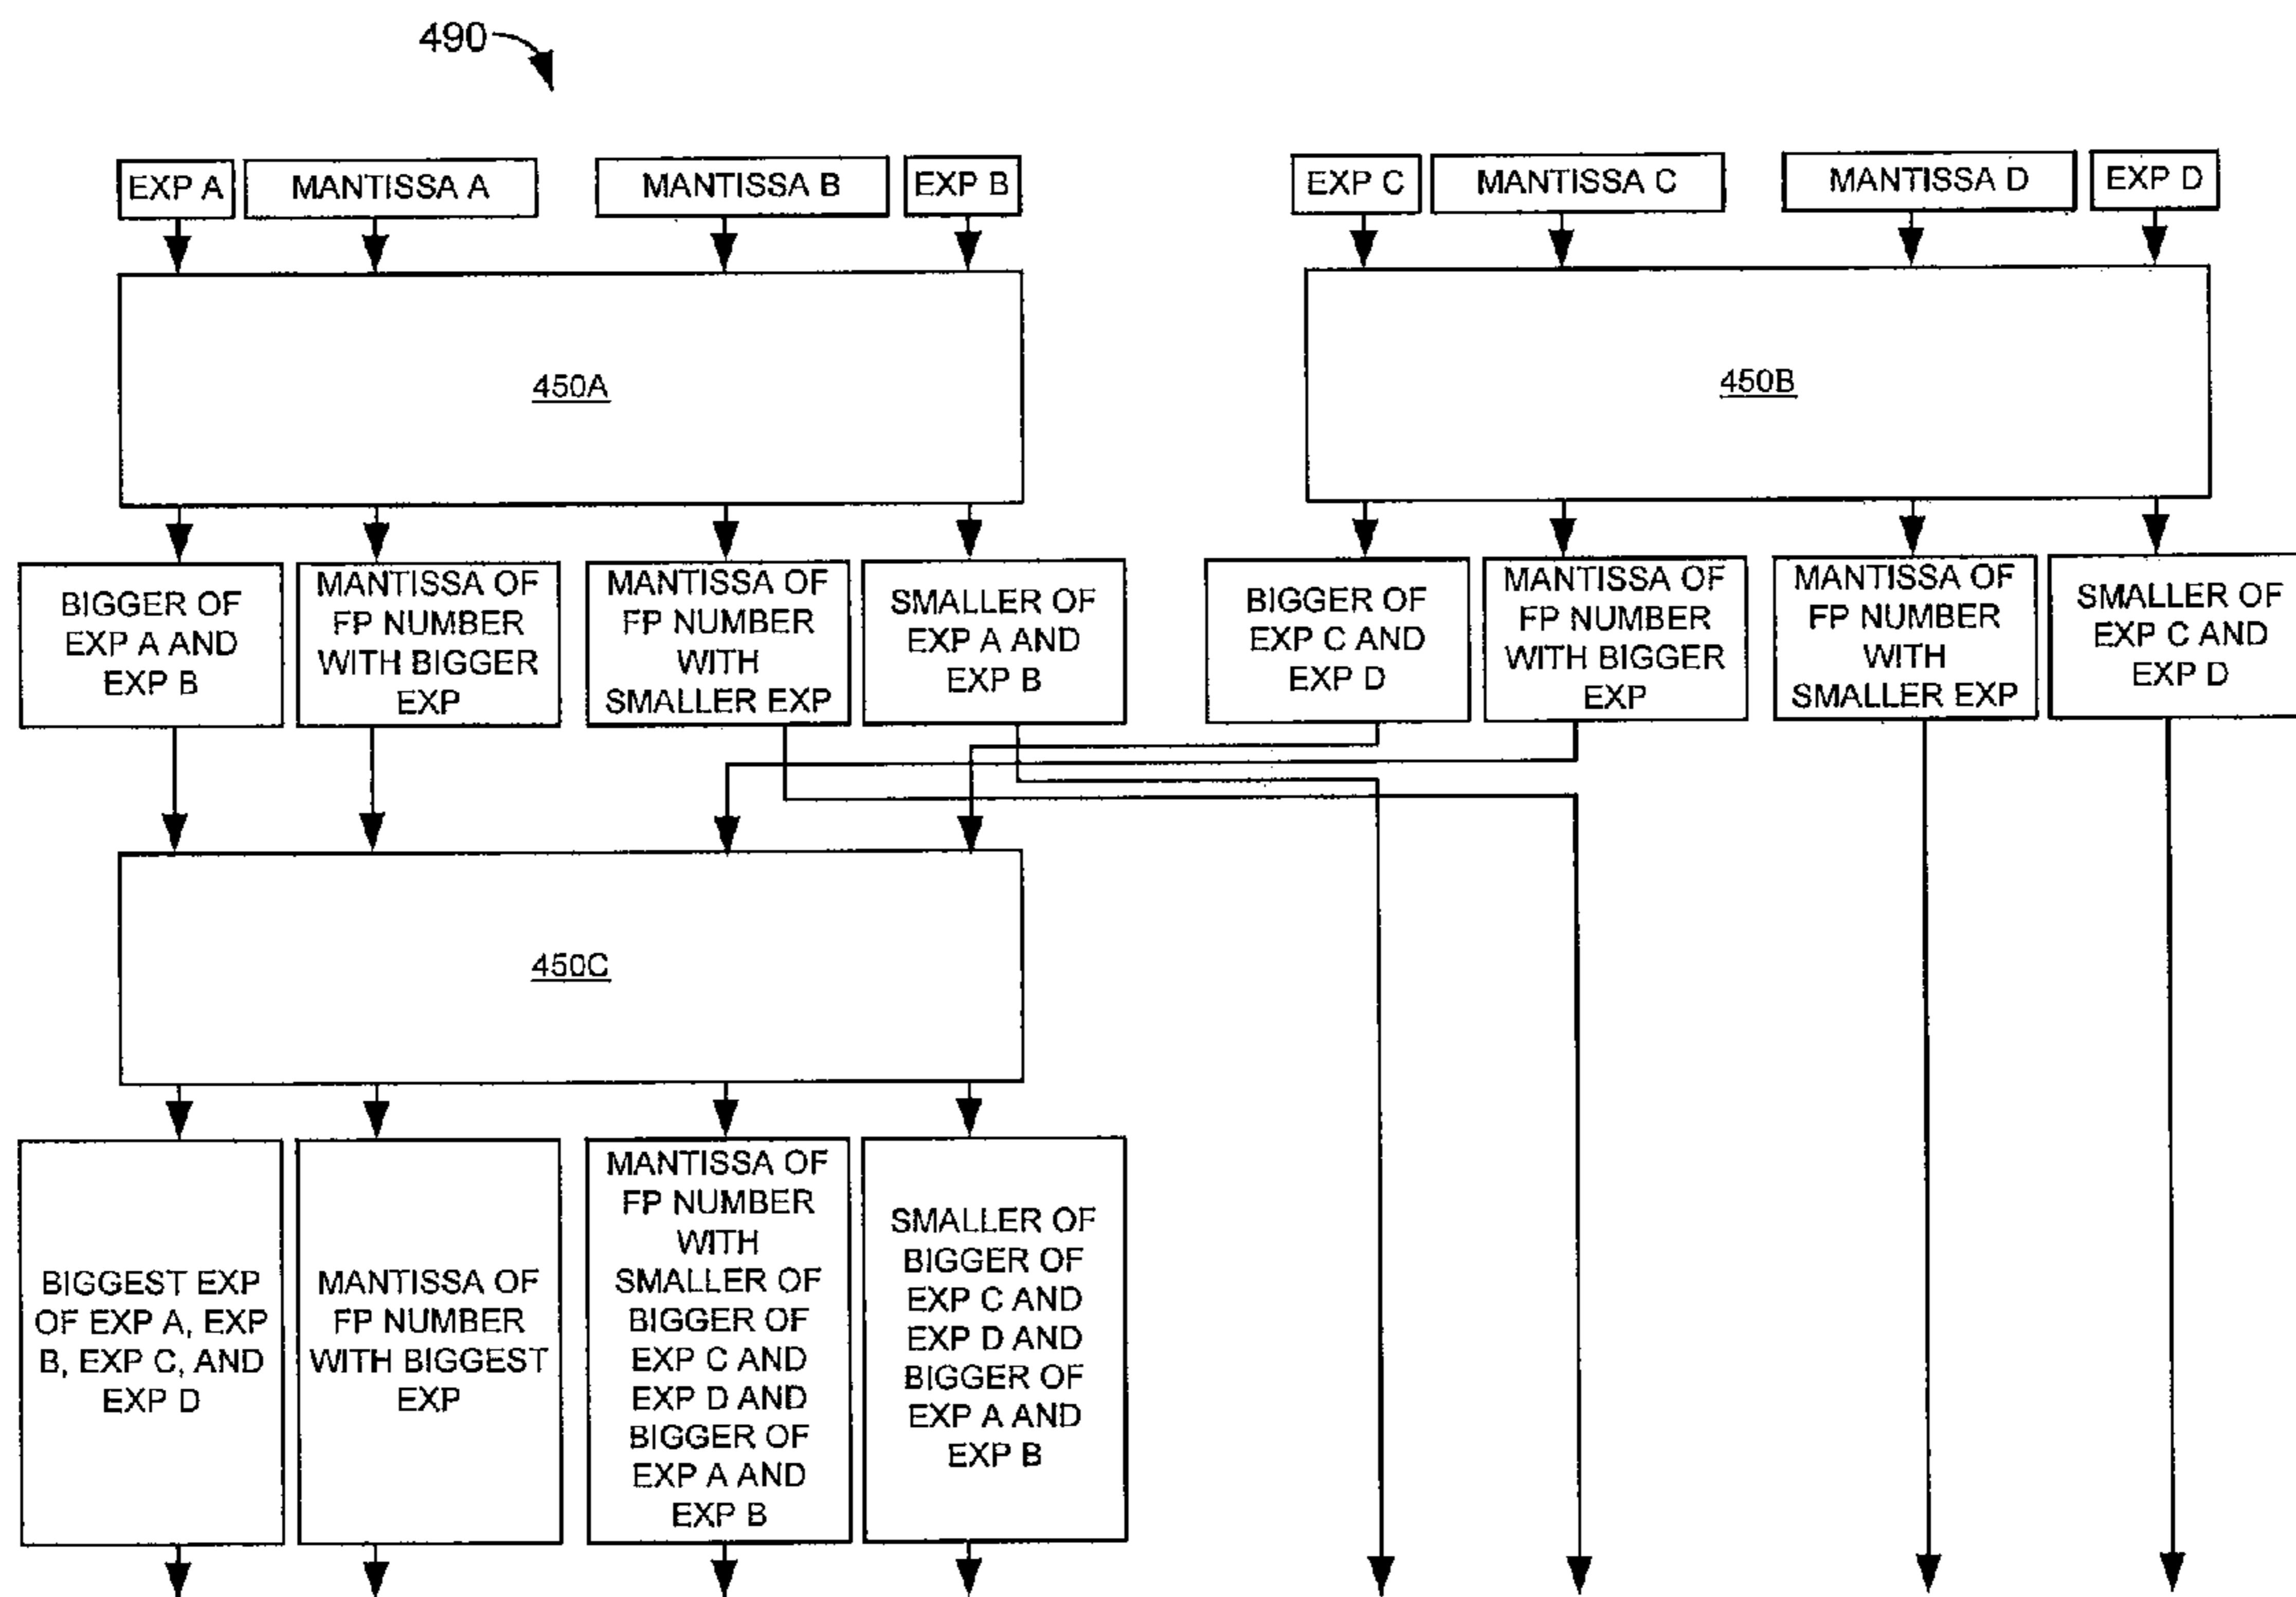 490
EXP A
MANTISSA A
MANTISSA B
EXP B
EXP C
MANTISSA C
MANTISSA D
EXP D
450A
450B
BIGGER OF
EXP A AND
EXP B
MANTISSA OF
FP NUMBER
WITH BIGGER
EXP
MANTISSA OF
FP NUMBER
WITH
SMALLER EXP
SMALLER OF
EXP A AND
EXP B
BIGGER OF
EXP C AND
EXP D
MANTISSA OF
FP NUMBER
WITH BIGGER
EXP
MANTISSA OF
FP NUMBER
WITH
SMALLER EXP
SMALLER OF
EXP C AND
EXP D
450C
BIGGEST EXP
OF EXP A, EXP
B, EXP C, AND
EXP D
MANTISSA OF
FP NUMBER
WITH BIGGEST
EXP
MANTISSA OF
FP NUMBER
WITH
SMALLER OF
BIGGER OF
EXP C AND
EXP D AND
BIGGER OF
EXP A AND
EXP B
SMALLER OF
BIGGER OF
EXP C AND
EXP D AND
BIGGER OF
EXP A AND
EXP B